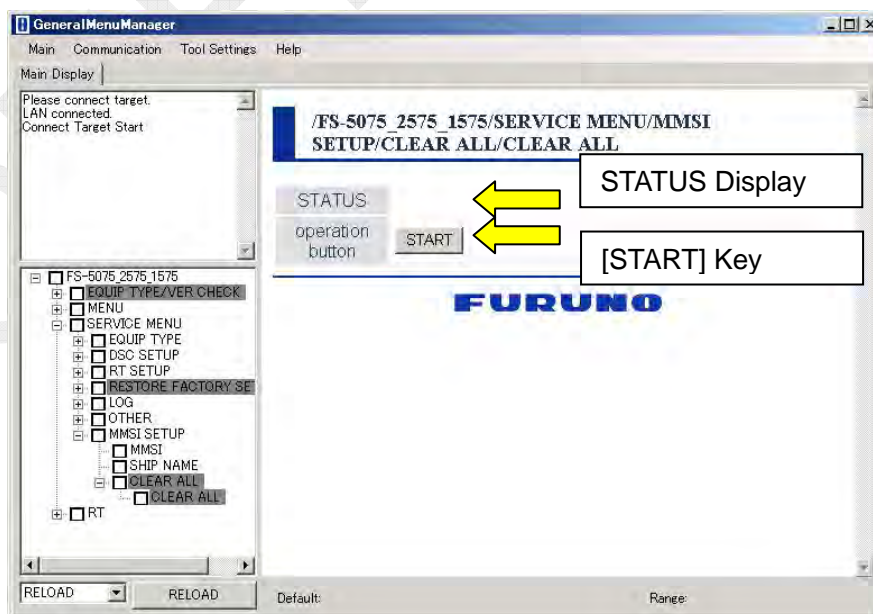 GeneralMenuManager
Main Communication Tool Settings Help
Main Display
Please connect target.
LAN connected.
Connect Target Start
/FS-5075_2575_1575/SERVICE MENU/MMSI
SETUP/CLEAR ALL/CLEAR ALL
STATUS
STATUS Display
operation
button
START
[START] Key
FURUNO
FS-5075_2575_1575
EQUIP TYPE/VER CHECK
MENU
SERVICE MENU
EQUIP TYPE
DSC SETUP
RT SETUP
RESTORE FACTORY SE
LOG
OTHER
MMSI SETUP
MMSI
SHIP NAME
CLEAR ALL
CLEAR ALL
RT
RELOAD RELOAD
Default: Range: